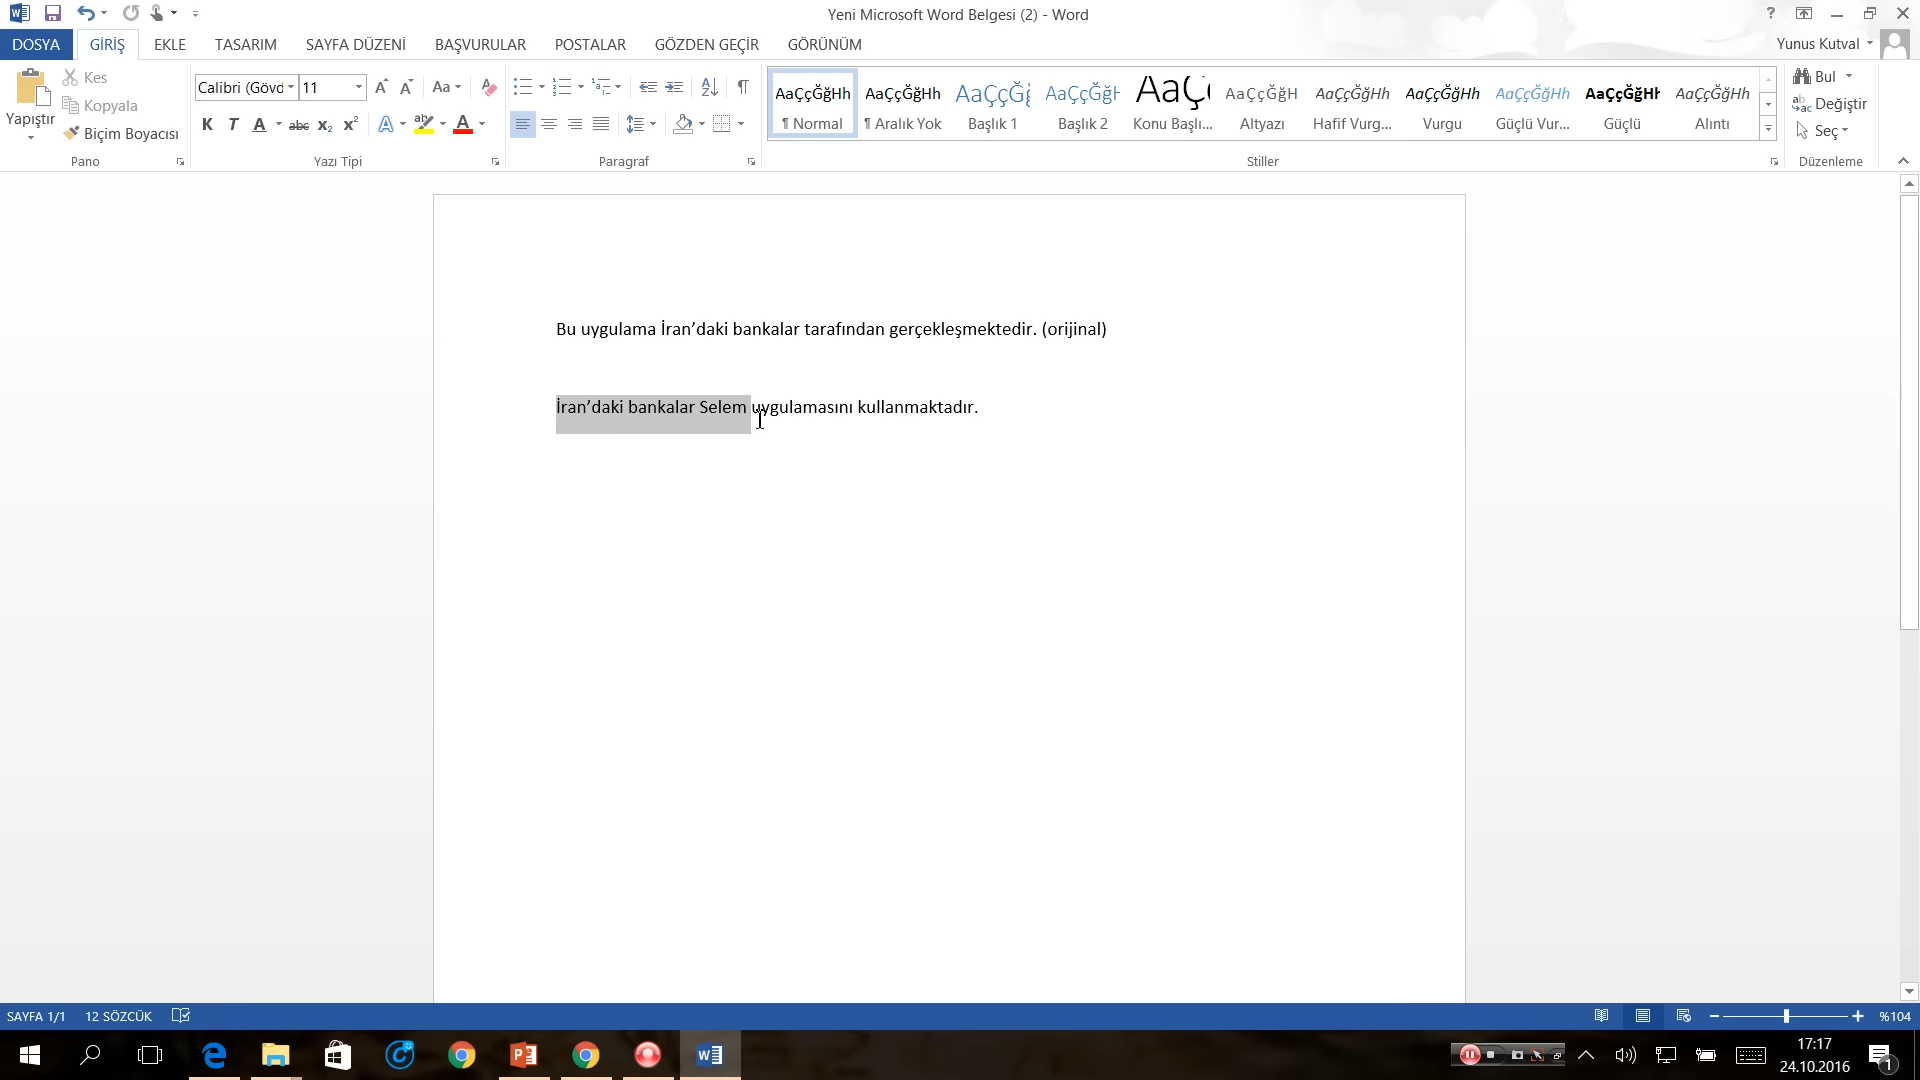 Yeni Microsoft Word Belgesi (2) - Word
DOSYA GİRİŞ EKLE TASARIM SAYFA DÜZENİ BAŞVURULAR POSTALAR GÖZDEN GEÇİR GÖRÜNÜM Yunus Kutval
Yapıştır
Kes
Kopyala
Biçim Boyacısı
Pano
Calibri (Gövd 11
Yazı Tipi
Paragraf
AaÇçĞğHh AaÇçĞğHh AaÇçĞğ AaÇçĞğH AaÇç AaÇçĞğH AaÇçĞğHh AaÇçĞğHh AaÇçĞğHh AaÇçĞğHh AaÇçĞğHh
¶ Normal ¶ Aralık Yok Başlık 1 Başlık 2 Konu Başlı... Altyazı Hafif Vurg... Vurgu Güçlü Vur... Güçlü Alıntı
Stiller
Bul
Değiştir
Seç
Düzenleme
Bu uygulama İran’daki bankalar tarafından gerçekleşmektedir. (orijinal)
İran’daki bankalar Selem uygulamasını kullanmaktadır.
SAYFA 1/1 12 SÖZCÜK %104
17:17
24.10.2016
1